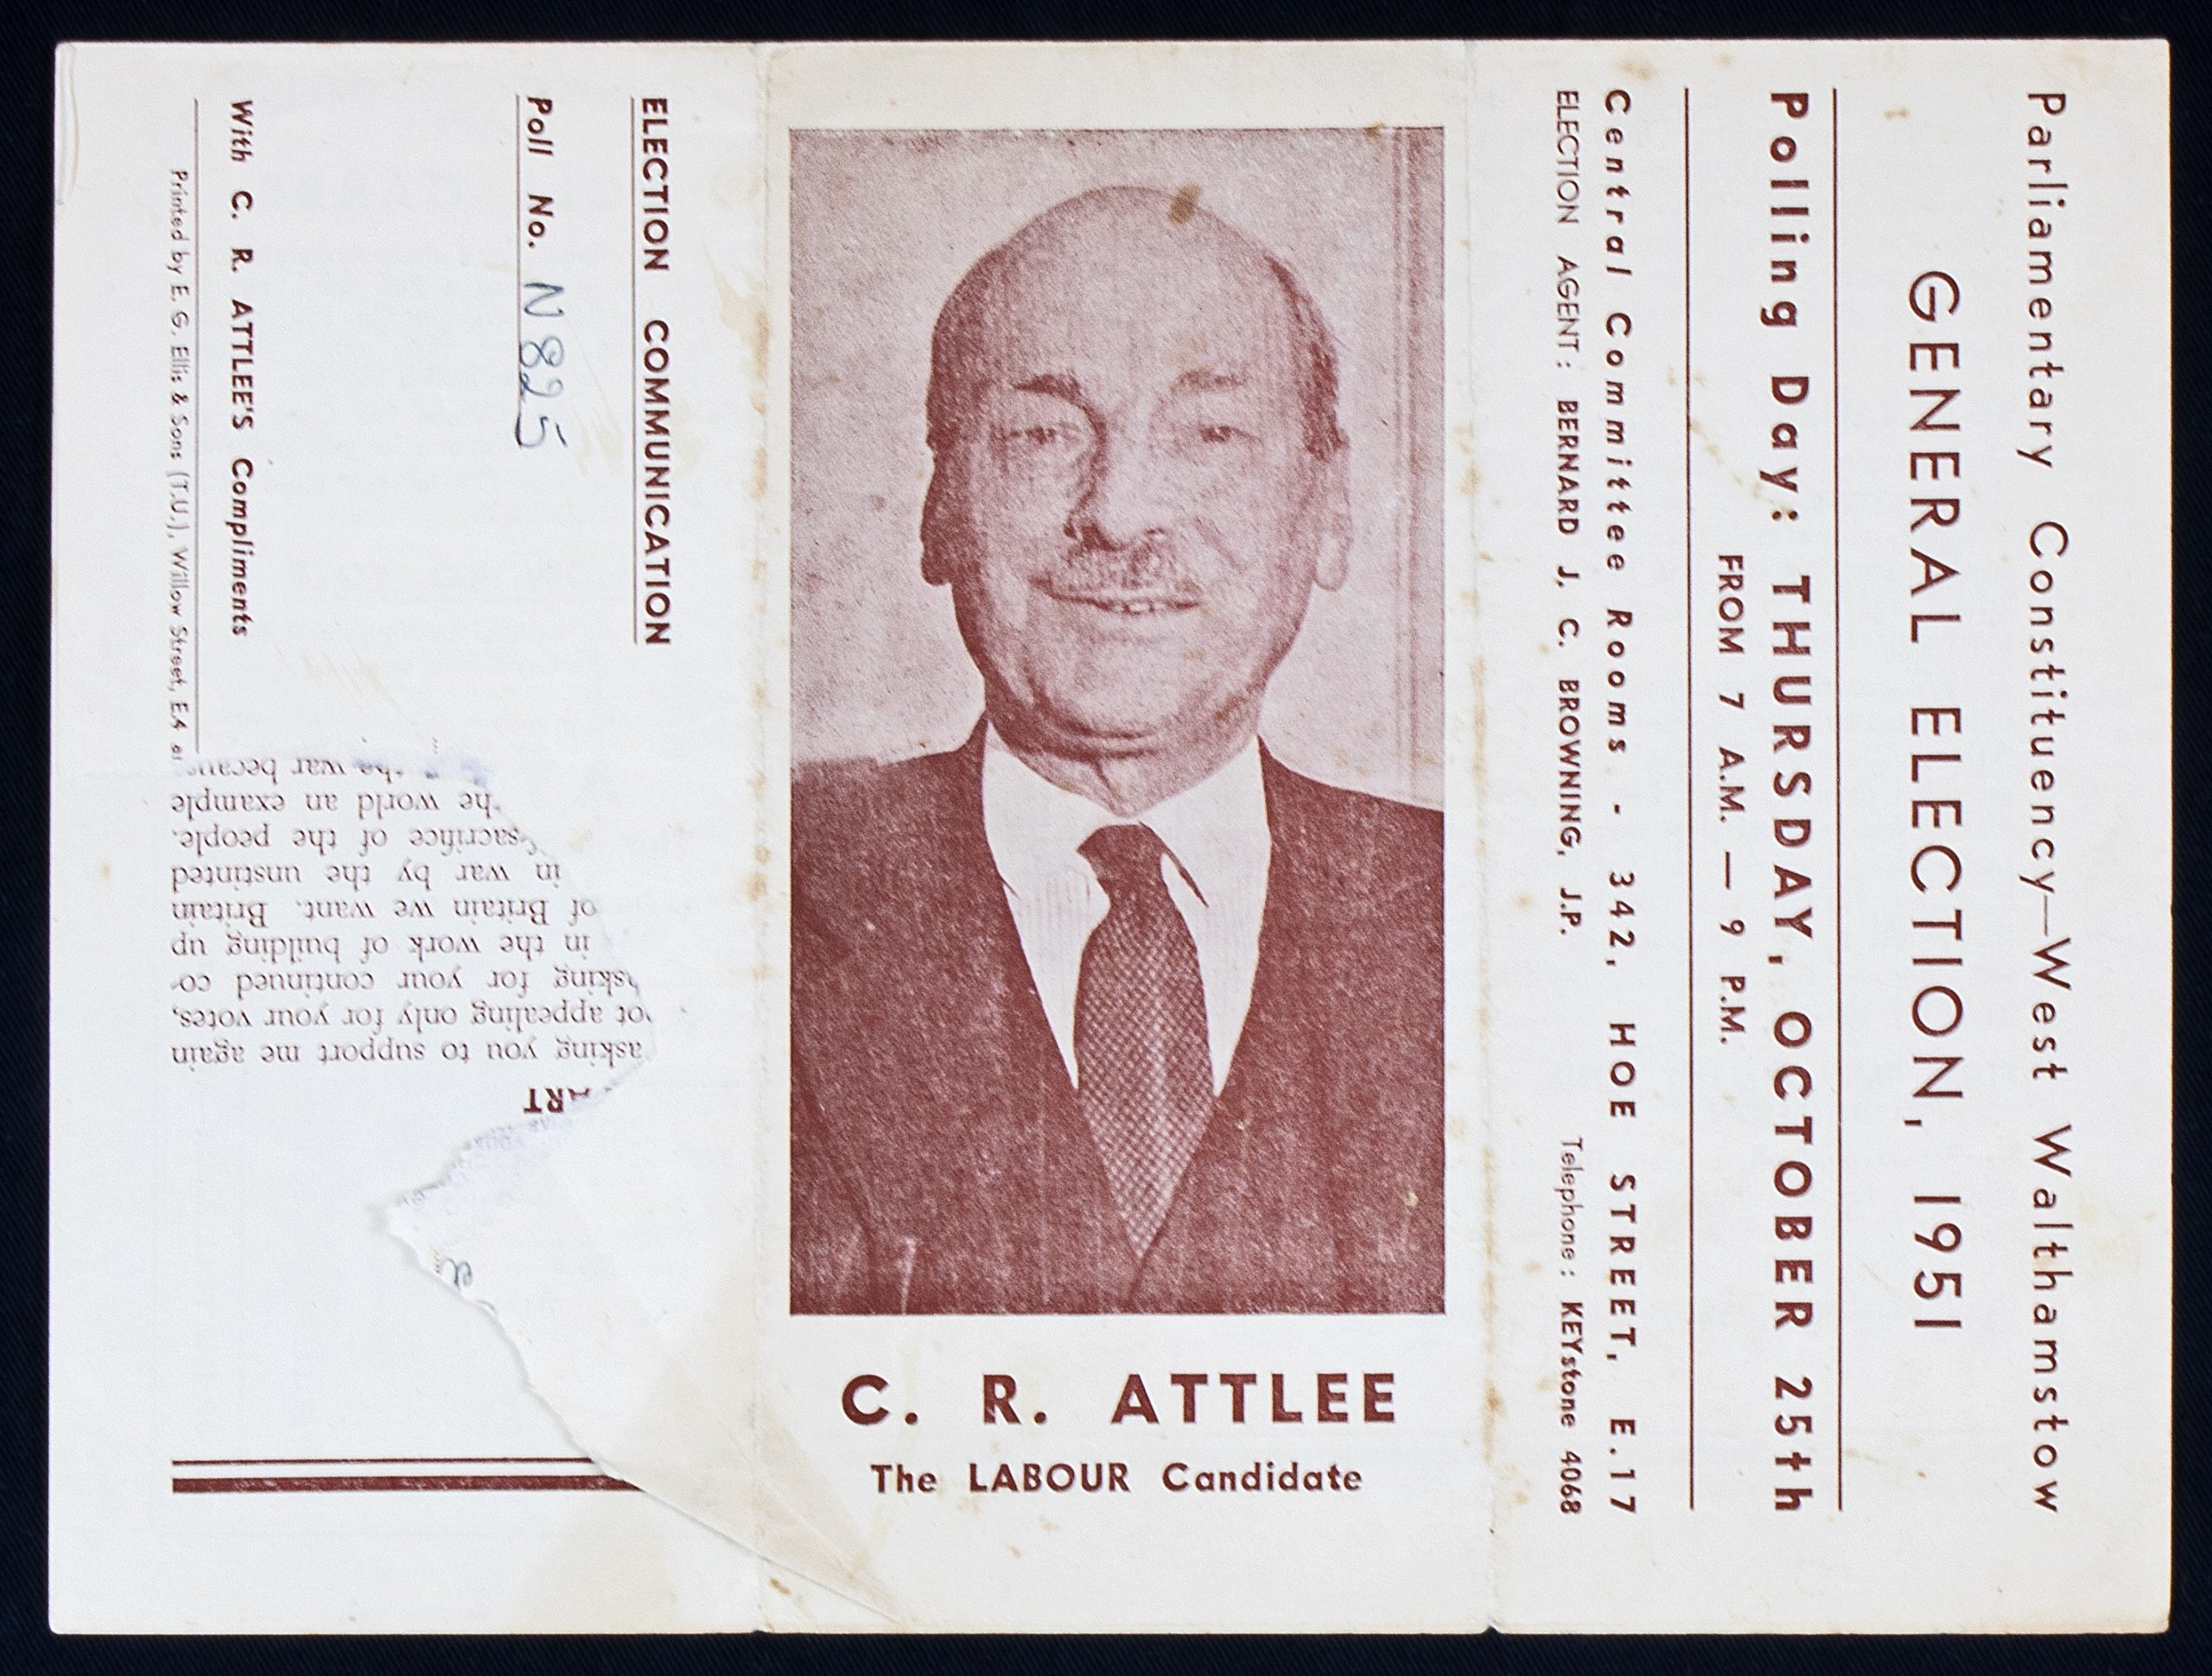 Parliamentary Constituency—West Walthamstow
GENERAL ELECTION, 1951
Polling Day: THURSDAY, OCTOBER 25th
FROM 7 A.M. — 9 P.M.
Central Committee Rooms - 342, HOE STREET, E.17
ELECTION AGENT: BERNARD J. C. BROWNING, J.P. Telephone: KEYstone 4068
C. R. ATTLEE
The LABOUR Candidate
ELECTION COMMUNICATION
Poll No. N825
With C. R. ATTLEE'S Compliments
Printed by E. G. Ellis & Sons (T.U.), Willow Street, E.4
asking you to support me again
appealing only for your votes,
asking for your continued co-
in the work of building up
of Britain we want. Britain
in war by the unstinted
sacrifice of the people.
the world an example
the war